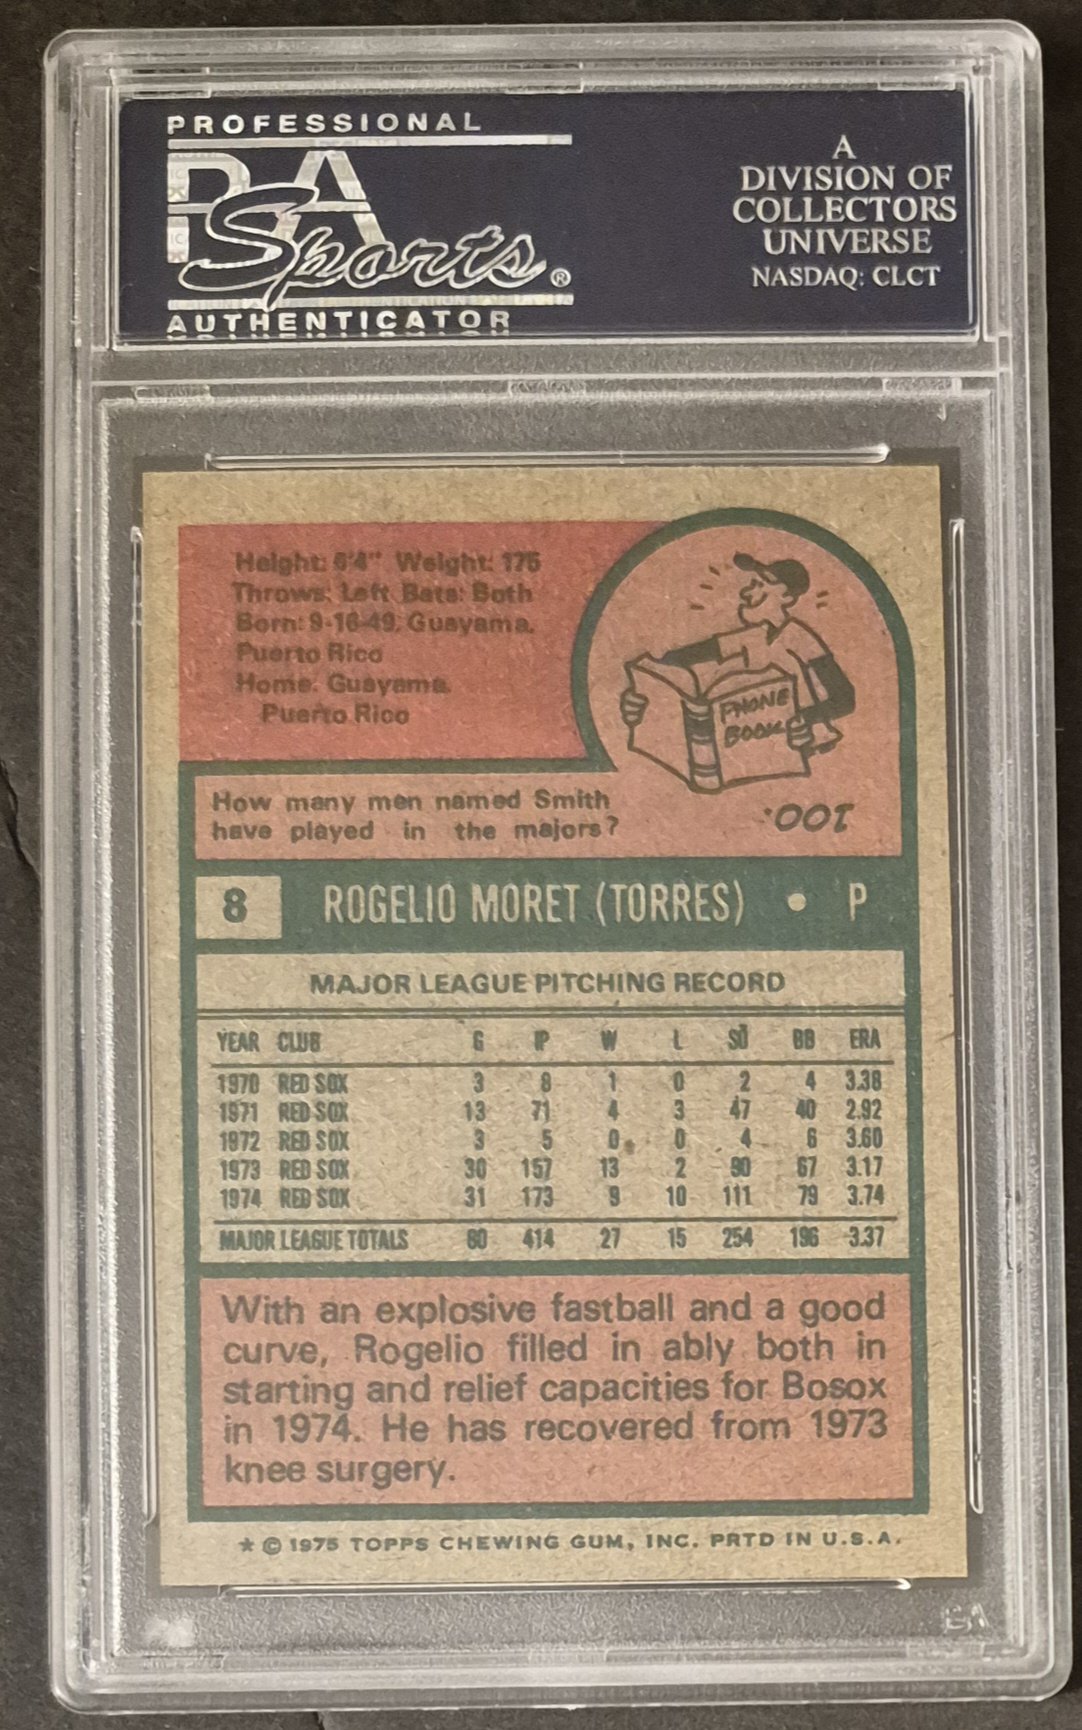 PROFESSIONAL
PSA
Sports®
AUTHENTICATOR
A
DIVISION OF
COLLECTORS
UNIVERSE
NASDAQ: CLCT
Height: 6'4" Weight: 175
Throws: Left Bats: Both
Born: 9-16-49, Guayama,
Puerto Rico
Home: Guayama,
Puerto Rico
PHONE
BOOK
How many men named Smith
have played in the majors?
100.
8 ROGELIO MORET (TORRES) • P
MAJOR LEAGUE PITCHING RECORD
YEAR CLUB G IP W L SO BB ERA
1970 RED SOX 3 8 1 0 2 4 3.38
1971 RED SOX 13 71 4 3 47 40 2.92
1972 RED SOX 3 5 0 0 4 6 3.60
1973 RED SOX 30 157 13 2 90 67 3.17
1974 RED SOX 31 173 9 10 111 79 3.74
MAJOR LEAGUE TOTALS 80 414 27 15 254 196 3.37
With an explosive fastball and a good
curve, Rogelio filled in ably both in
starting and relief capacities for Bosox
in 1974. He has recovered from 1973
knee surgery.
* © 1975 TOPPS CHEWING GUM, INC. PRTD IN U.S.A.